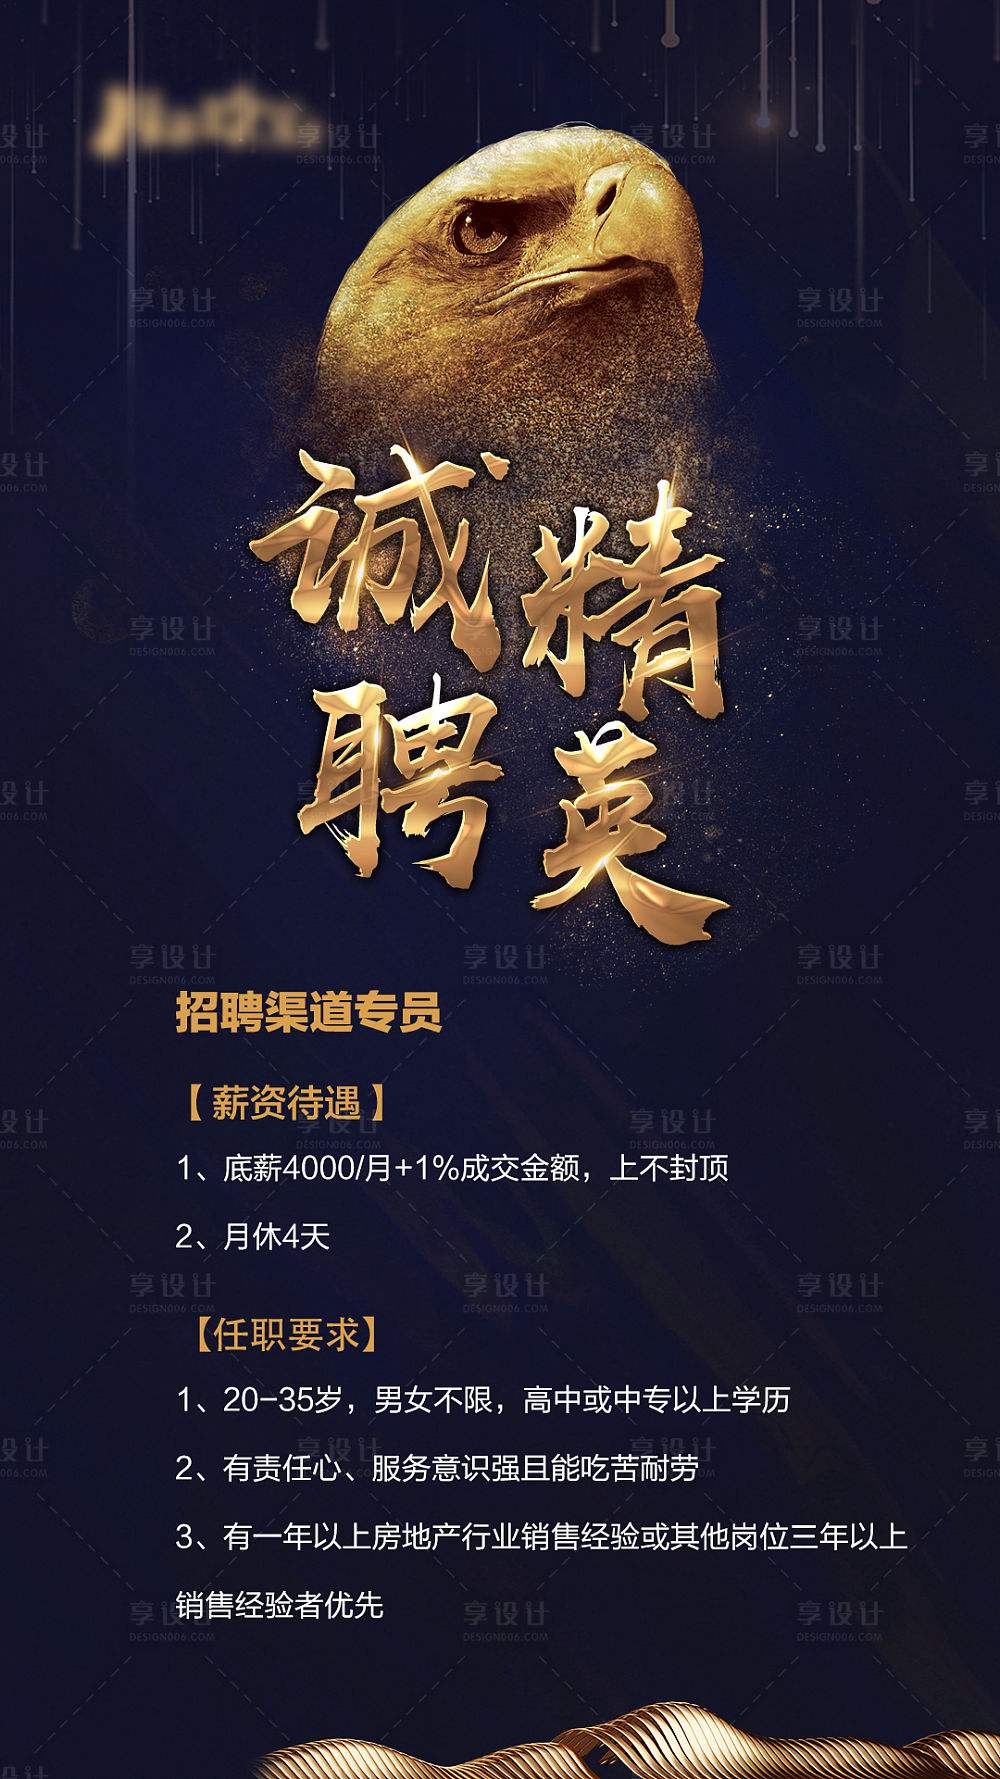 诚聘
精英
招聘渠道专员
【薪资待遇】
1、底薪4000/月+1%成交金额，上不封顶
2、月休4天
【任职要求】
1、20-35岁，男女不限，高中或中专以上学历
2、有责任心、服务意识强且能吃苦耐劳
3、有一年以上房地产行业销售经验或其他岗位三年以上
销售经验者优先
享设计
DESIGN006.COM